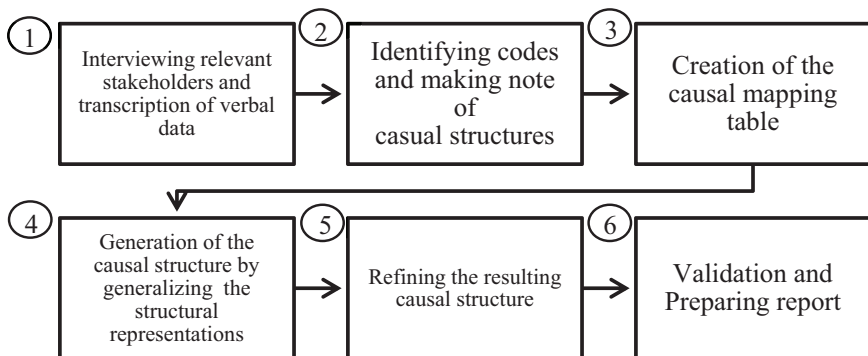 1
Interviewing relevant
stakeholders and
transcription of verbal
data
2
Identifying codes
and making note
of
casual structures
3
Creation of the
causal mapping
table
4
Generation of the
causal structure by
generalizing the
structural
representations
5
Refining the resulting
causal structure
6
Validation and
Preparing report